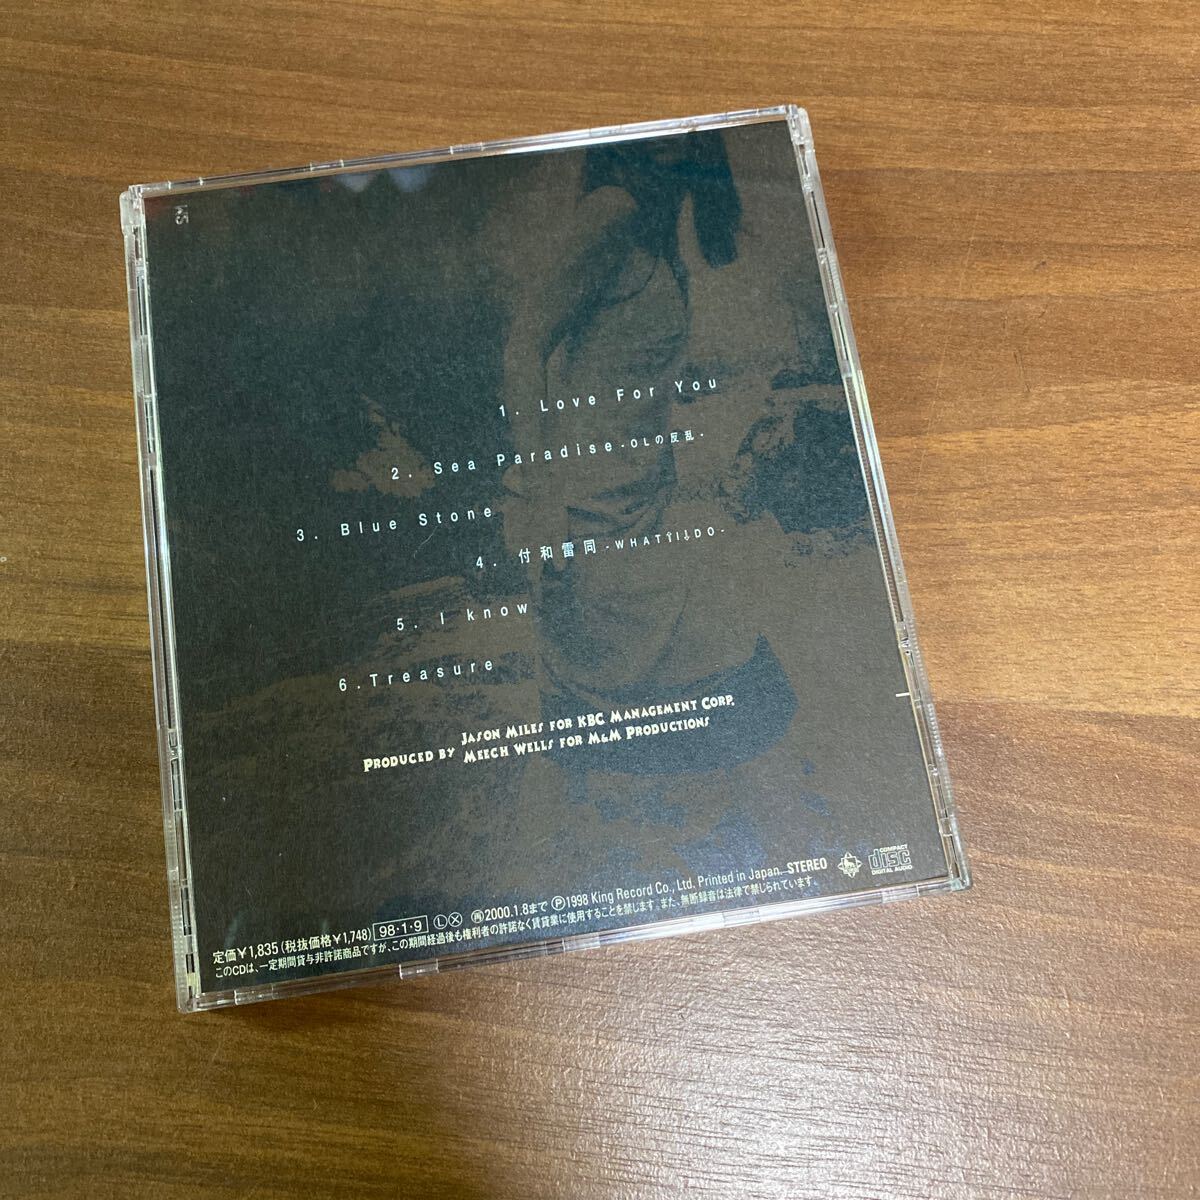 1. Love For You
2. Sea Paradise-OLの反乱-
3. Blue Stone
4. 付和雷同-WHAT⇧I⇩DO-
5. I know
6.Treasure
JASON MILES FOR KBC MANAGEMENT CORP.
PRODUCED BY MEECH WELLS FOR M&M PRODUCTIONS
COMPACT
disc
DIGITAL AUDIO
定価¥1,835(税抜価格¥1,748) 98·1·9 Ⓛ Ⓧ 再2000.1.8まで Ⓟ1998 King Record Co., Ltd. Printed in Japan. STEREO
このCDは、一定期間貸与非許諾商品ですが、この期間経過後も権利者の許諾なく賃貸業に使用することを禁じます。また、無断録音は法律で禁じられています。